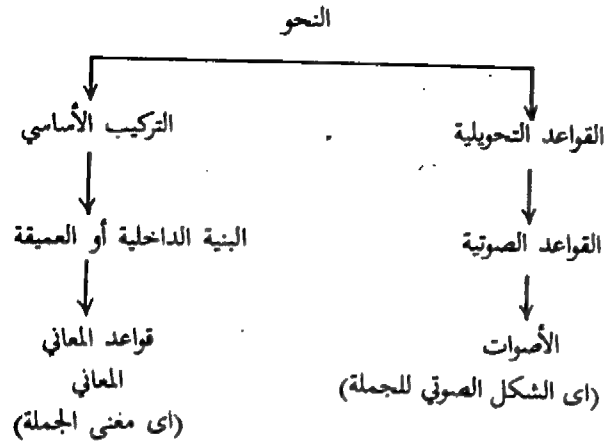 النحو
القواعد التحويلية
التركيب الأساسي
القواعد الصوتية
البنية الداخلية أو العميقة
الأصوات
(اى الشكل الصوتي للجملة)
قواعد المعاني
المعاني
(اى مغنى الجملة)